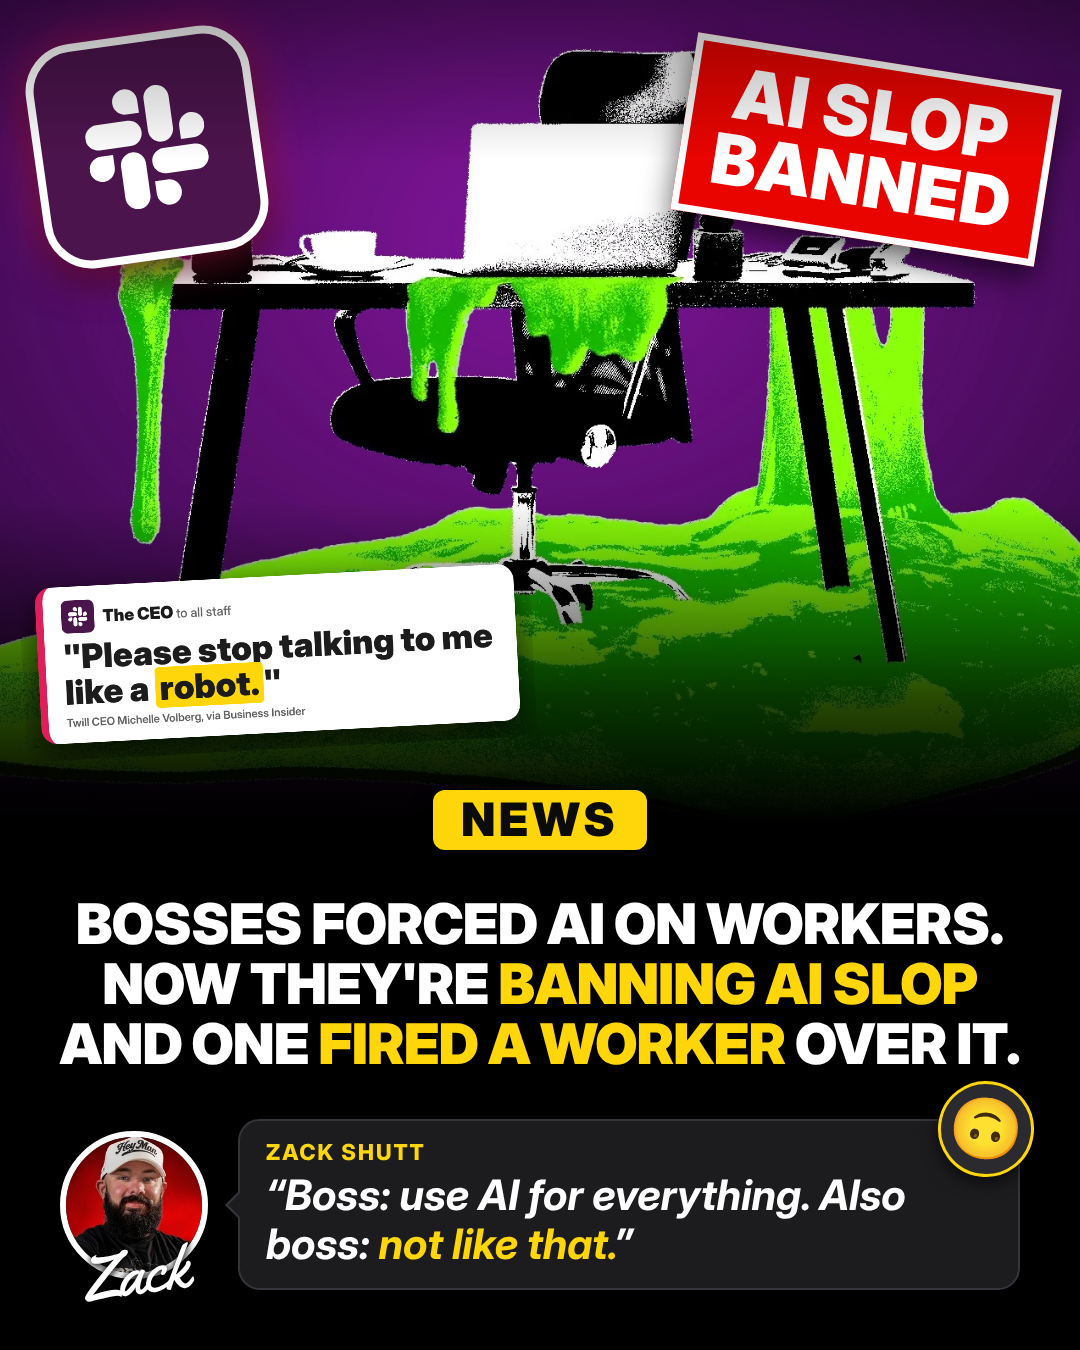 AI SLOP
BANNED
The CEO to all staff
"Please stop talking to me
like a robot."
Twill CEO Michelle Volberg, via Business Insider
NEWS
BOSSES FORCED AI ON WORKERS.
NOW THEY'RE BANNING AI SLOP
AND ONE FIRED A WORKER OVER IT.
Hey Man
ZACK SHUTT
“Boss: use AI for everything. Also
boss: not like that.”
Zack